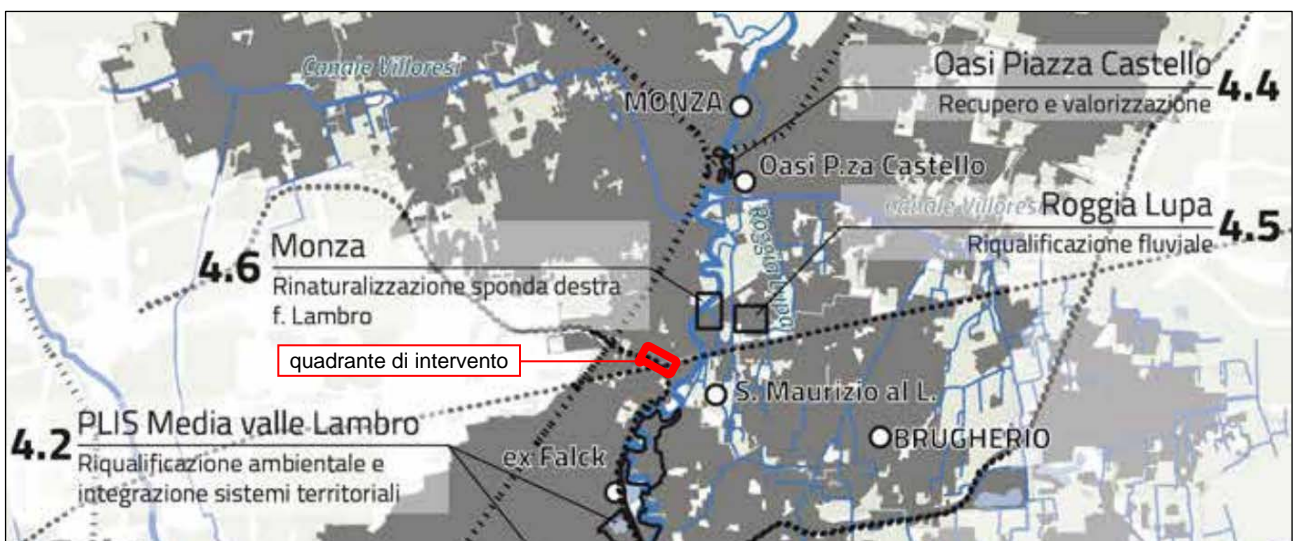 Canale Villoresi
MONZA
Oasi Piazza Castello
4.4
Recupero e valorizzazione
Oasi P.za Castello
Canale Villoresi
Roggia Lupa
4.5
Riqualificazione fluviale
Roggia Lupa
4.6
Monza
Rinaturalizzazione sponda destra
f. Lambro
quadrante di intervento
S. Maurizio al L.
4.2
PLIS Media valle Lambro
Riqualificazione ambientale e
integrazione sistemi territoriali
ex Falck
BRUGHERIO